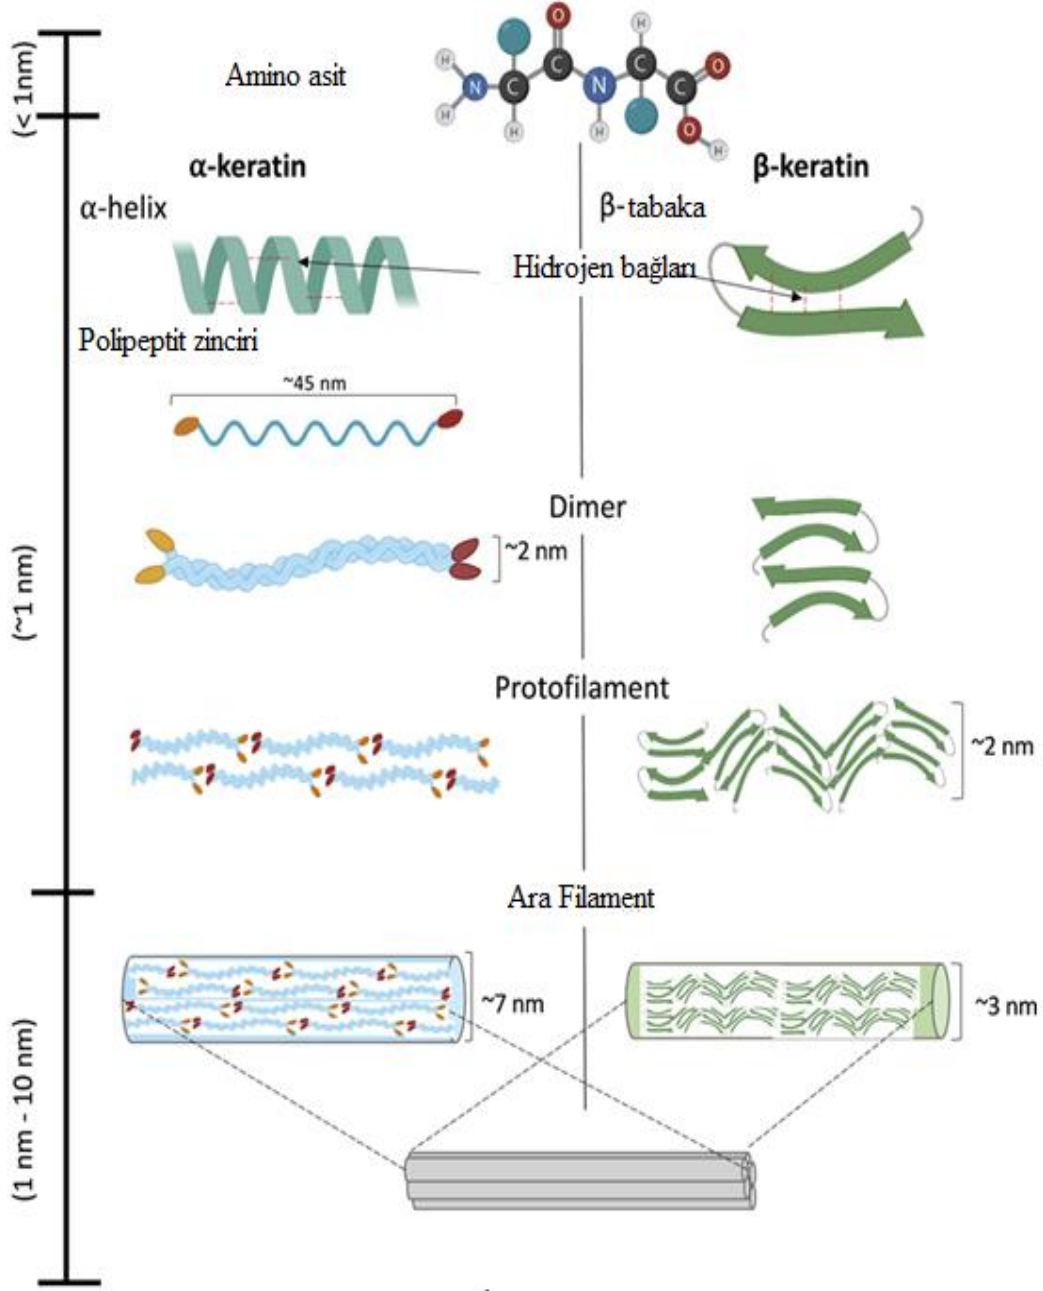 (< 1nm)
Amino asit
O
H
H
N
C
C
C
C
O
N
H
H
H
O
H
α-keratin
β-keratin
α-helix
β-tabaka
Hidrojen bağları
Polipeptit zinciri
~45 nm
Dimer
~2 nm
(~1 nm)
Protofilament
~2 nm
Ara Filament
~7 nm
~3 nm
(1 nm - 10 nm)